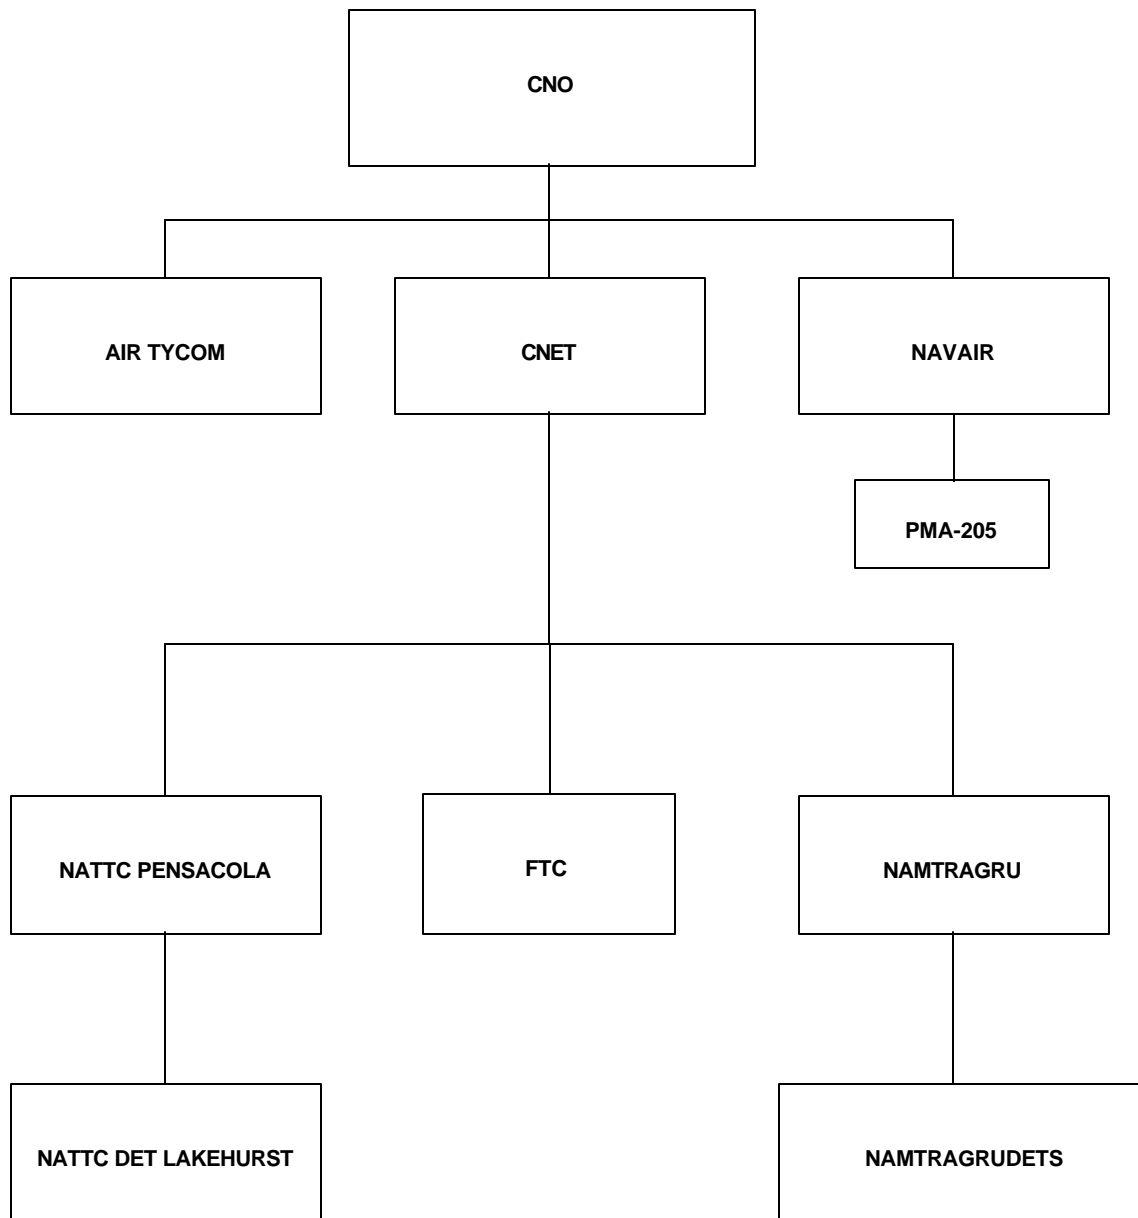 CNO
AIR TYCOM
CNET
NAVAIR
PMA-205
NATTC PENSACOLA
FTC
NAMTRAGRU
NATTC DET LAKEHURST
NAMTRAGRUDETS